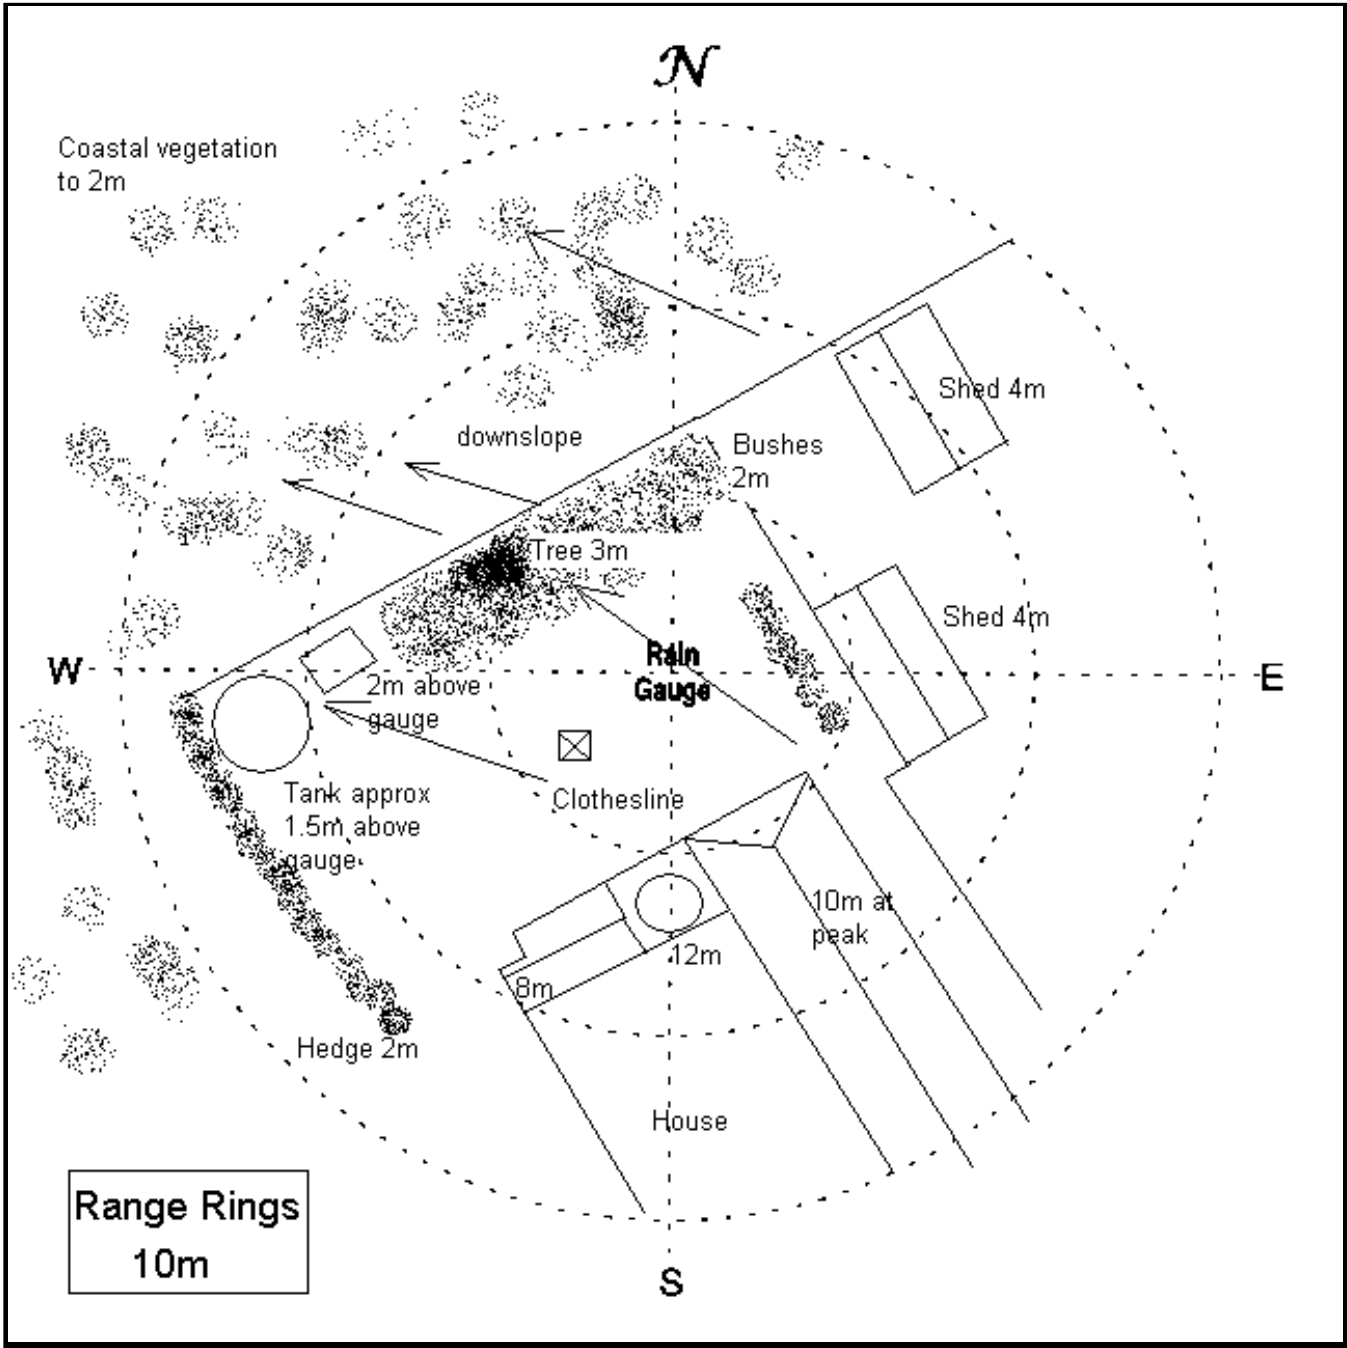 N
Coastal vegetation
to 2m
Shed 4m
downslope
Bushes
2m
Tree 3m
Shed 4m
W
Rain
Gauge
E
2m above
gauge
Tank approx
1.5m above
gauge
Clothesline
10m at
peak
12m
8m
Hedge 2m
House
Range Rings
10m
S